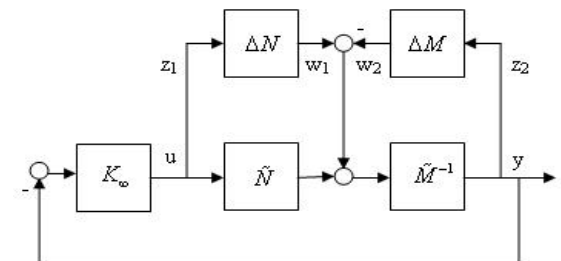 -
ΔN
ΔM
z₁
w₁
w₂
z₂
u
y
K∞
Ñ
M̃⁻¹
-